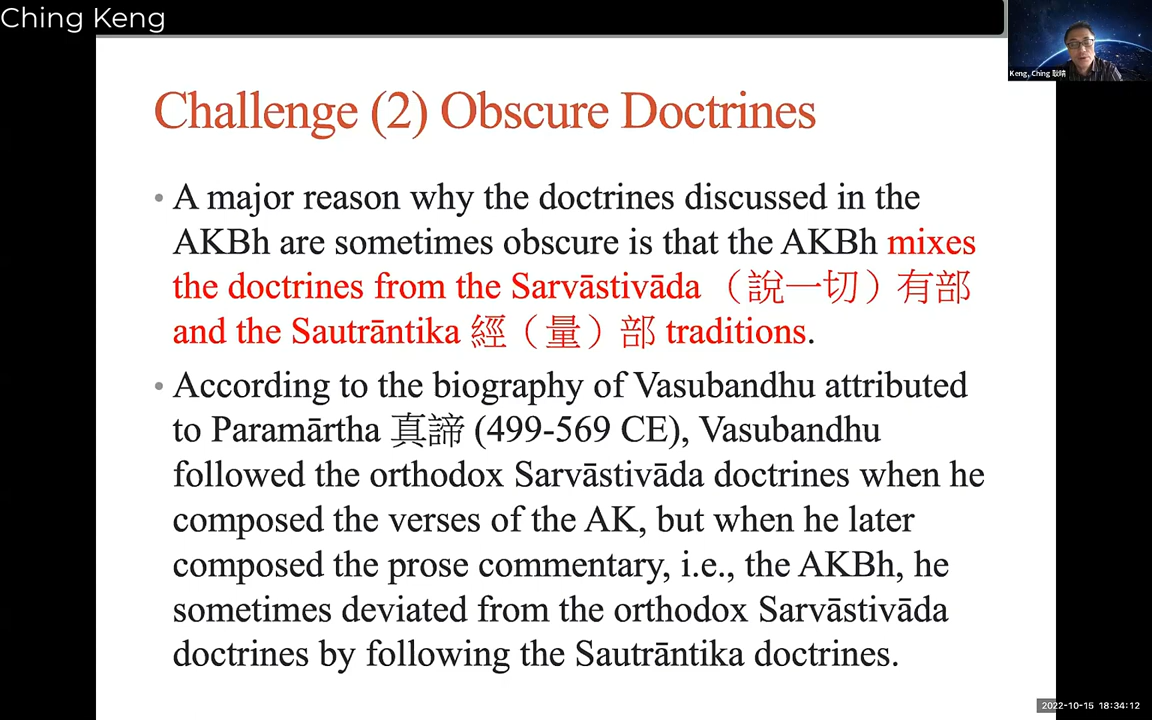 Ching Keng
Keng, Ching 耿晴
Challenge (2) Obscure Doctrines
• A major reason why the doctrines discussed in the
AKBh are sometimes obscure is that the AKBh mixes
the doctrines from the Sarvāstivāda （說一切）有部
and the Sautrāntika 經（量）部 traditions.
• According to the biography of Vasubandhu attributed
to Paramārtha 真諦 (499-569 CE), Vasubandhu
followed the orthodox Sarvāstivāda doctrines when he
composed the verses of the AK, but when he later
composed the prose commentary, i.e., the AKBh, he
sometimes deviated from the orthodox Sarvāstivāda
doctrines by following the Sautrāntika doctrines.
2022-10-15 18:34:12